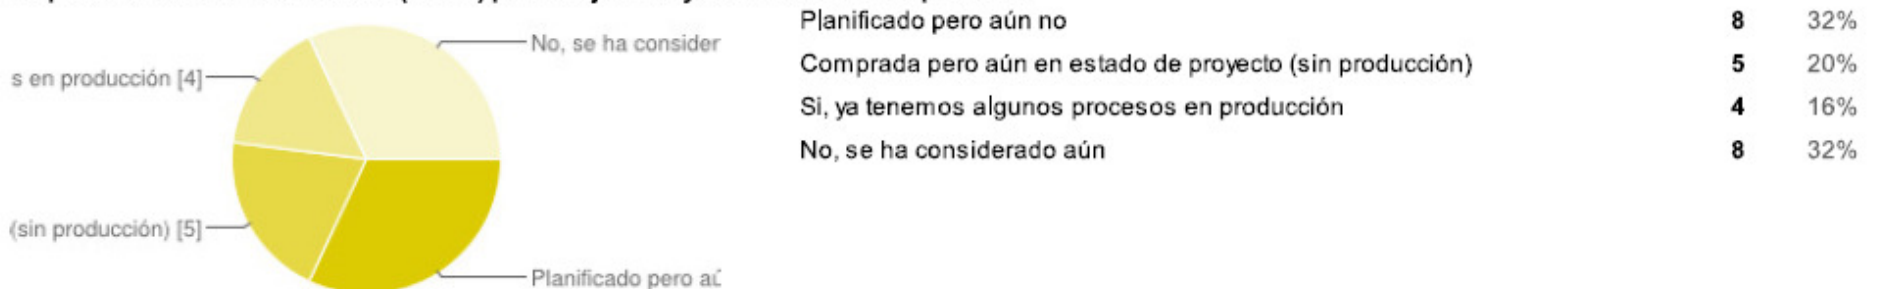 No, se ha consider
s en producción [4]
(sin producción) [5]
Planificado pero
Planificado pero aún no 8 32%
Comprada pero aún en estado de proyecto (sin producción) 5 20%
Si, ya tenemos algunos procesos en producción 4 16%
No, se ha considerado aún 8 32%